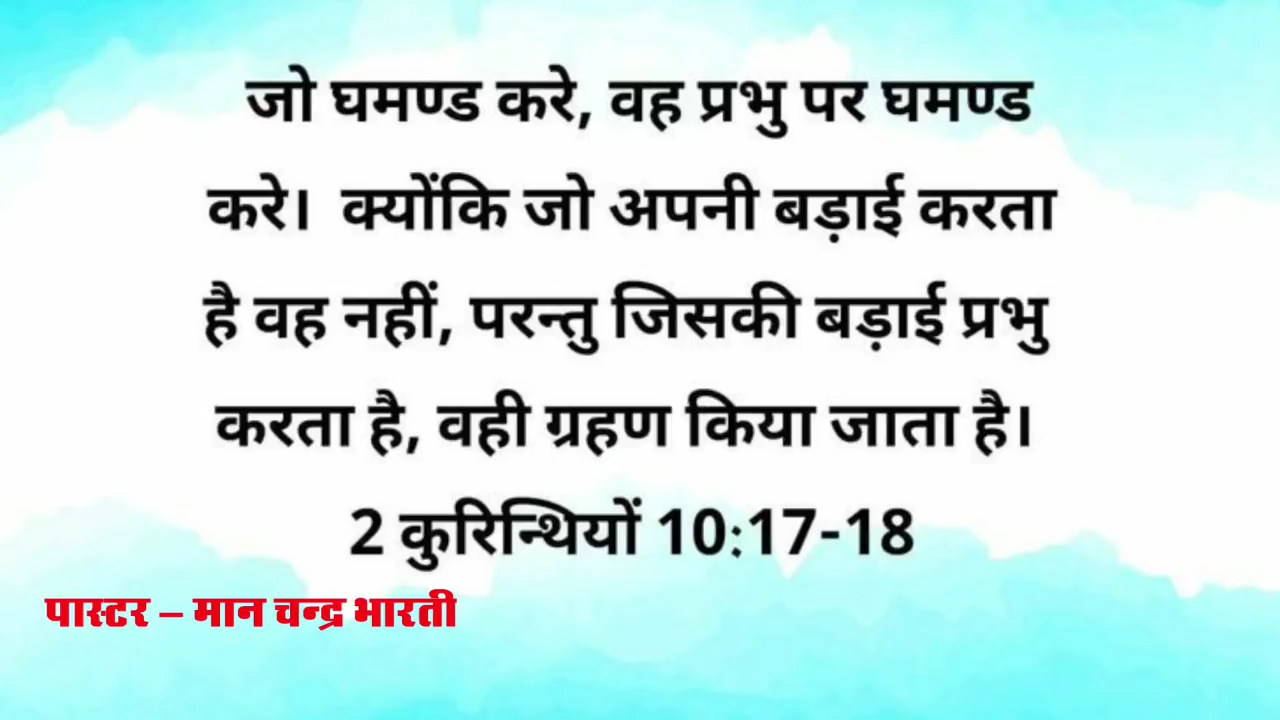 जो घमण्ड करे, वह प्रभु पर घमण्ड
करे। क्योंकि जो अपनी बड़ाई करता
है वह नहीं, परन्तु जिसकी बड़ाई प्रभु
करता है, वही ग्रहण किया जाता है।
2 कुरिन्थियों 10:17-18
पास्टर – मान चन्द्र भारती